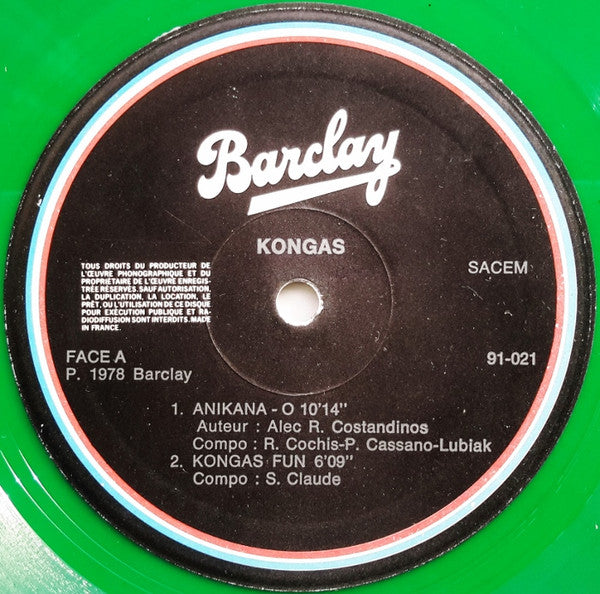 Barclay
KONGAS
TOUS DROITS DU PRODUCTEUR DE
L'ŒUVRE PHONOGRAPHIQUE ET DU
PROPRIETAIRE DE L'ŒUVRE ENREGIS-
TRÉE RÉSERVÉS. SAUF AUTORISATION,
LA DUPLICATION, LA LOCATION, LE
PRÊT, OU L'UTILISATION DE CE DISQUE
POUR EXÉCUTION PUBLIQUE ET RA-
DIODIFFUSION SONT INTERDITS. MADE
IN FRANCE.
SACEM
FACE A
P. 1978 Barclay
91-021
1. ANIKANA - O 10'14"
Auteur : Alec R. Costandinos
Compo : R. Cochis-P. Cassano-Lubiak
2. KONGAS FUN 6'09"
Compo : S. Claude